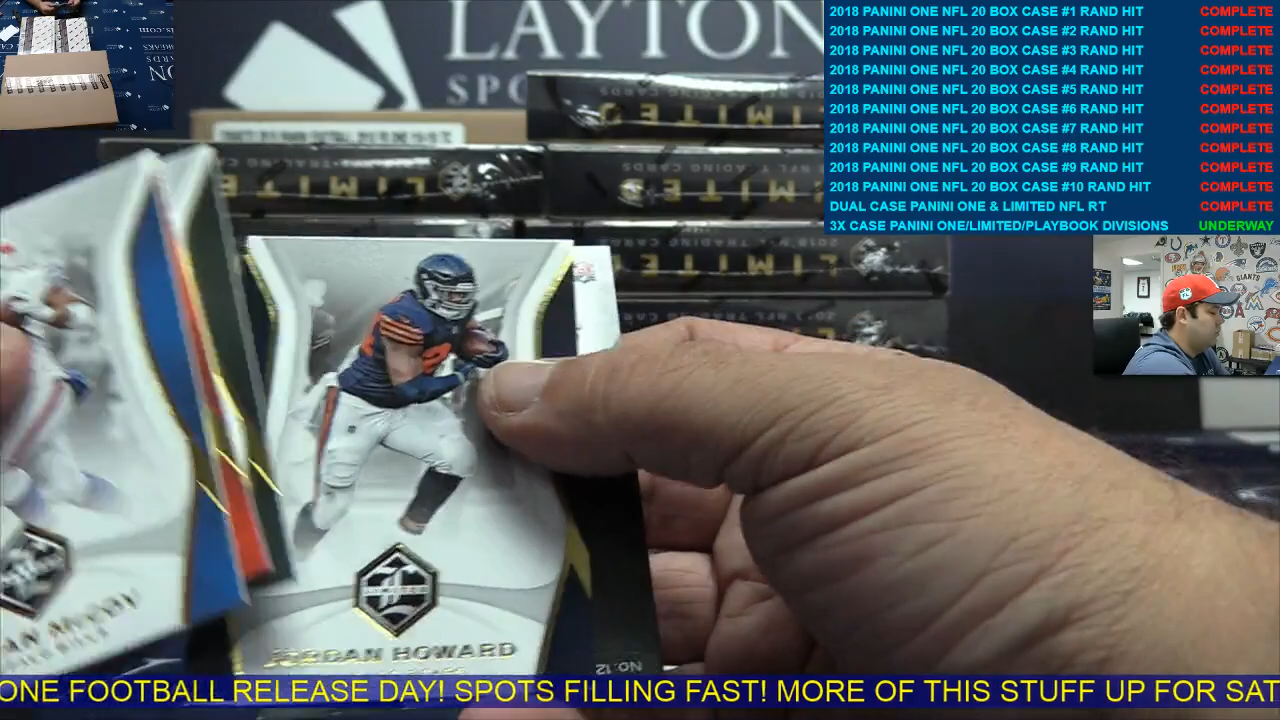 LAYTON
SPO
2018 PANINI ONE NFL 20 BOX CASE #1 RAND HIT COMPLETE
2018 PANINI ONE NFL 20 BOX CASE #2 RAND HIT COMPLETE
2018 PANINI ONE NFL 20 BOX CASE #3 RAND HIT COMPLETE
2018 PANINI ONE NFL 20 BOX CASE #4 RAND HIT COMPLETE
2018 PANINI ONE NFL 20 BOX CASE #5 RAND HIT COMPLETE
2018 PANINI ONE NFL 20 BOX CASE #6 RAND HIT COMPLETE
2018 PANINI ONE NFL 20 BOX CASE #7 RAND HIT COMPLETE
2018 PANINI ONE NFL 20 BOX CASE #8 RAND HIT COMPLETE
2018 PANINI ONE NFL 20 BOX CASE #9 RAND HIT COMPLETE
2018 PANINI ONE NFL 20 BOX CASE #10 RAND HIT COMPLETE
DUAL CASE PANINI ONE & LIMITED NFL RT COMPLETE
3X CASE PANINI ONE/LIMITED/PLAYBOOK DIVISIONS UNDERWAY
LIMITED
LIMITED
LIMITED
GIANTS
LIMITED
JORDAN HOWARD
AN McCOY
NO. 12
ONE FOOTBALL RELEASE DAY! SPOTS FILLING FAST! MORE OF THIS STUFF UP FOR SAT